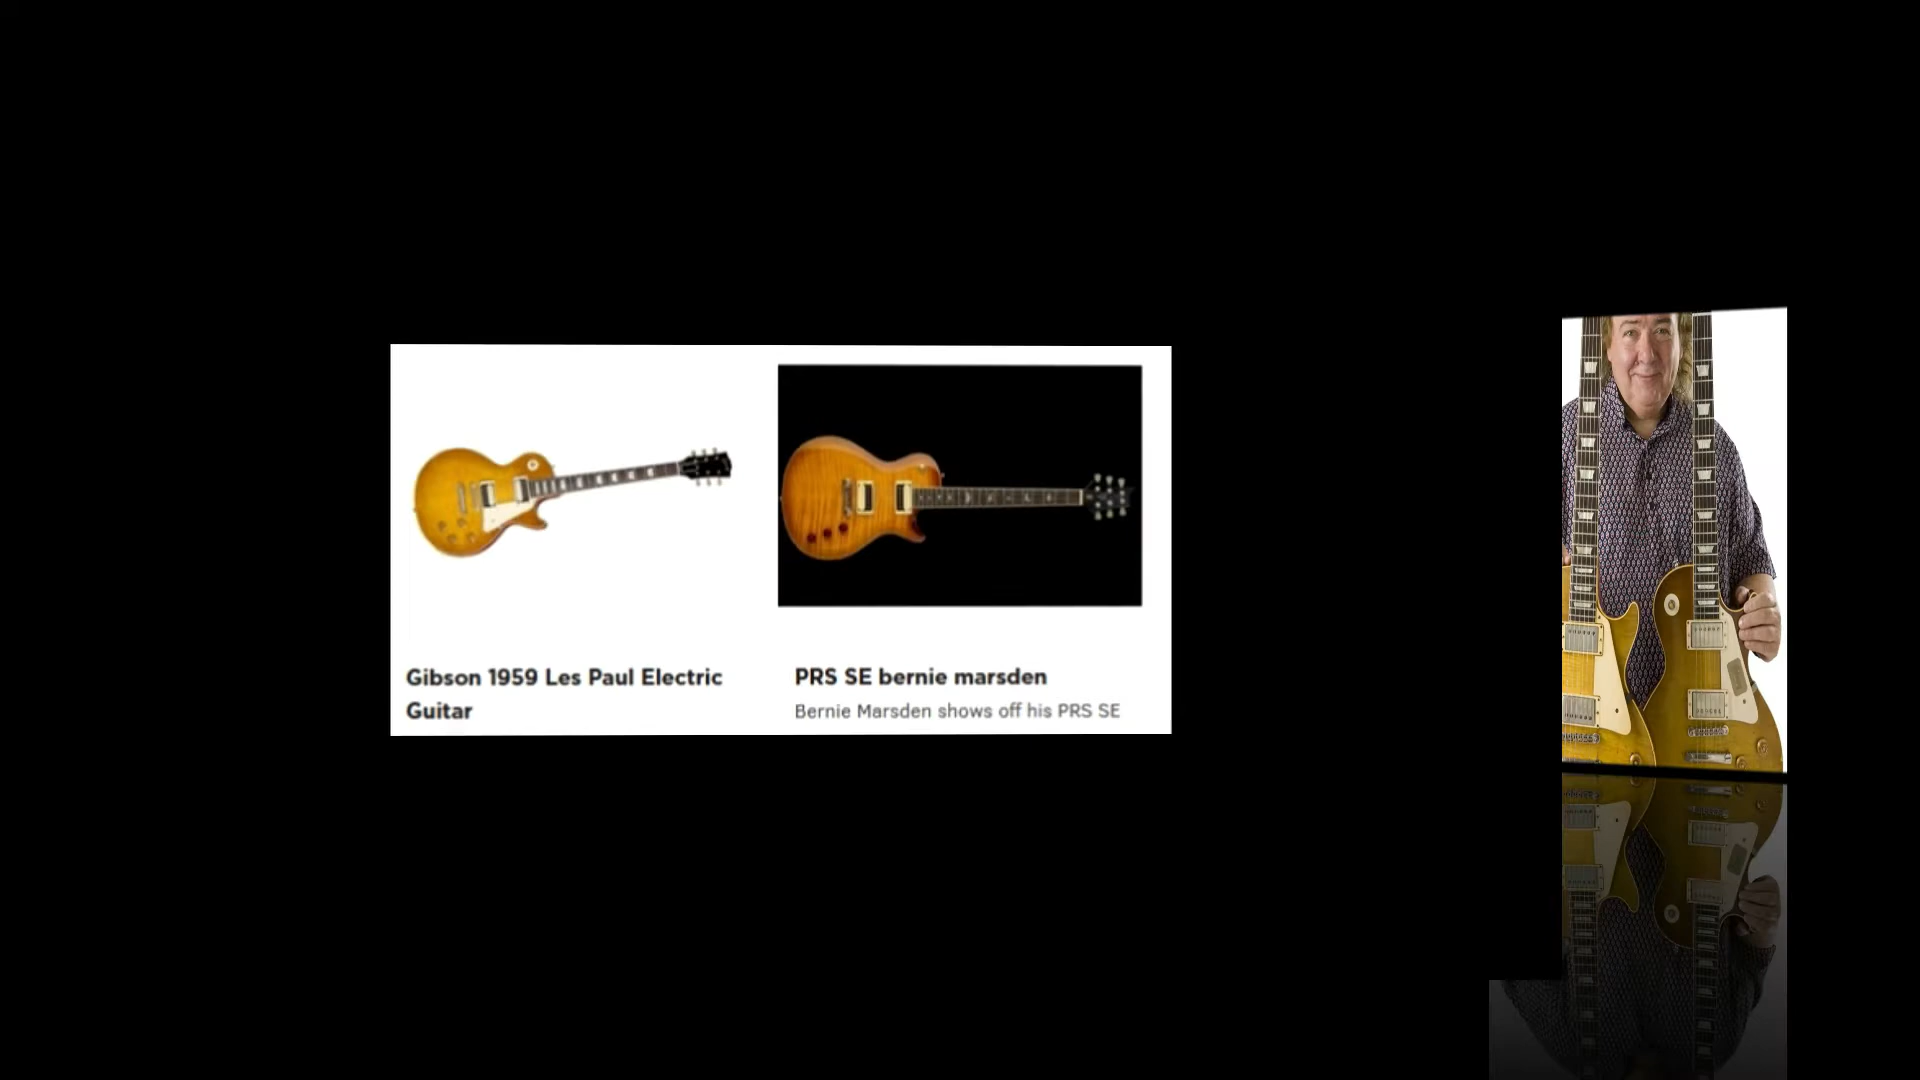 Gibson 1959 Les Paul Electric
Guitar
PRS SE bernie marsden
Bernie Marsden shows off his PRS SE